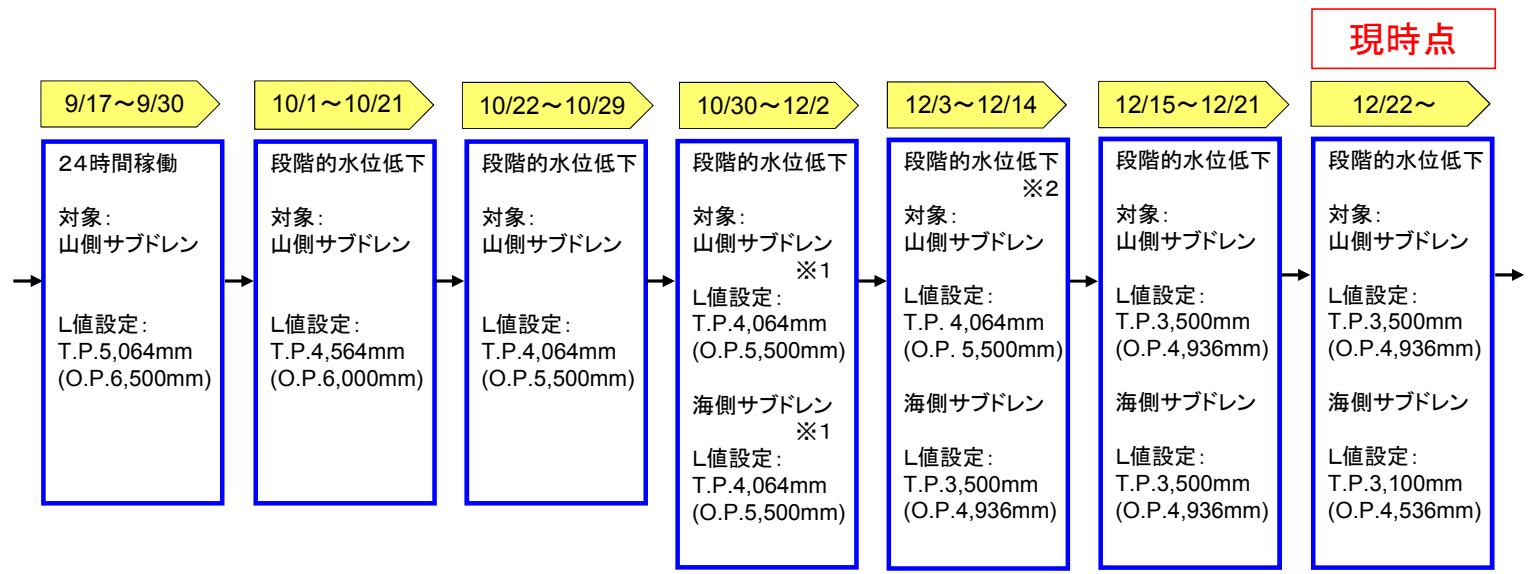 現時点
9/17～9/30
24時間稼働
対象:
山側サブドレン
L値設定:
T.P.5,064mm
(O.P.6,500mm)
10/1～10/21
段階的水位低下
対象:
山側サブドレン
L値設定:
T.P.4,564mm
(O.P.6,000mm)
10/22～10/29
段階的水位低下
対象:
山側サブドレン
L値設定:
T.P.4,064mm
(O.P.5,500mm)
10/30～12/2
段階的水位低下
対象:
山側サブドレン
※1
L値設定:
T.P.4,064mm
(O.P.5,500mm)
海側サブドレン
※1
L値設定:
T.P.4,064mm
(O.P.5,500mm)
12/3～12/14
段階的水位低下
※2
対象:
山側サブドレン
L値設定:
T.P. 4,064mm
(O.P. 5,500mm)
海側サブドレン
L値設定:
T.P.3,500mm
(O.P.4,936mm)
12/15～12/21
段階的水位低下
対象:
山側サブドレン
L値設定:
T.P.3,500mm
(O.P.4,936mm)
海側サブドレン
L値設定:
T.P.3,500mm
(O.P.4,936mm)
12/22～
段階的水位低下
対象:
山側サブドレン
L値設定:
T.P.3,500mm
(O.P.4,936mm)
海側サブドレン
L値設定:
T.P.3,100mm
(O.P.4,536mm)